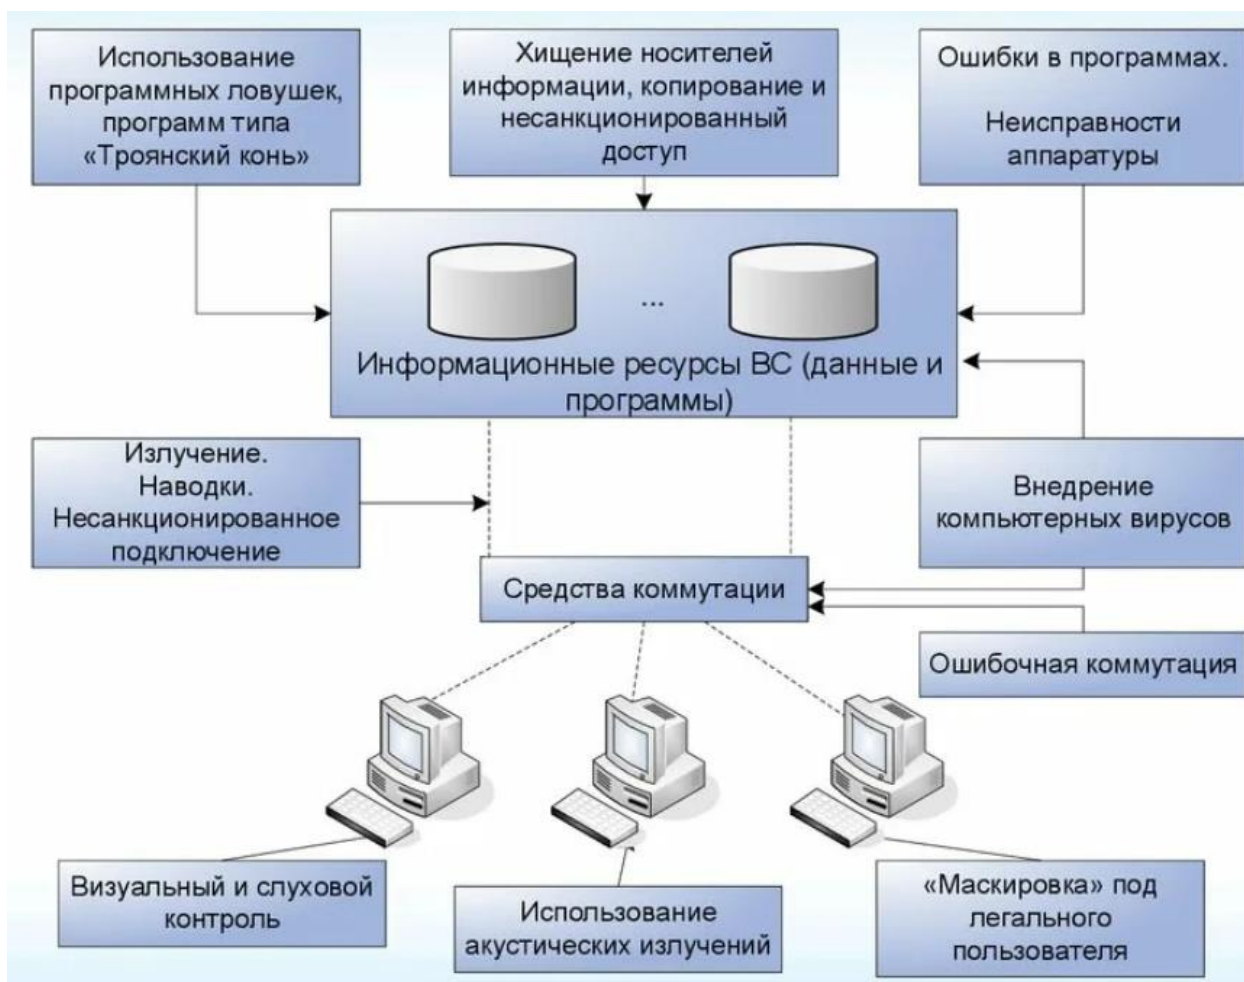 Использование
программных ловушек,
программ типа
«Троянский конь»
Хищение носителей
информации, копирование и
несанкционированный
доступ
Ошибки в программах.
Неисправности
аппаратуры
...
Информационные ресурсы ВС (данные и
программы)
Излучение.
Наводки.
Несанкционированное
подключение
Внедрение
компьютерных вирусов
Средства коммутации
Ошибочная коммутация
Визуальный и слуховой
контроль
Использование
акустических излучений
«Маскировка» под
легального
пользователя